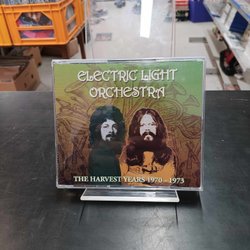 ELECTRIC LIGHT
ORCHESTRA
THE HARVEST YEARS 1970 - 1973